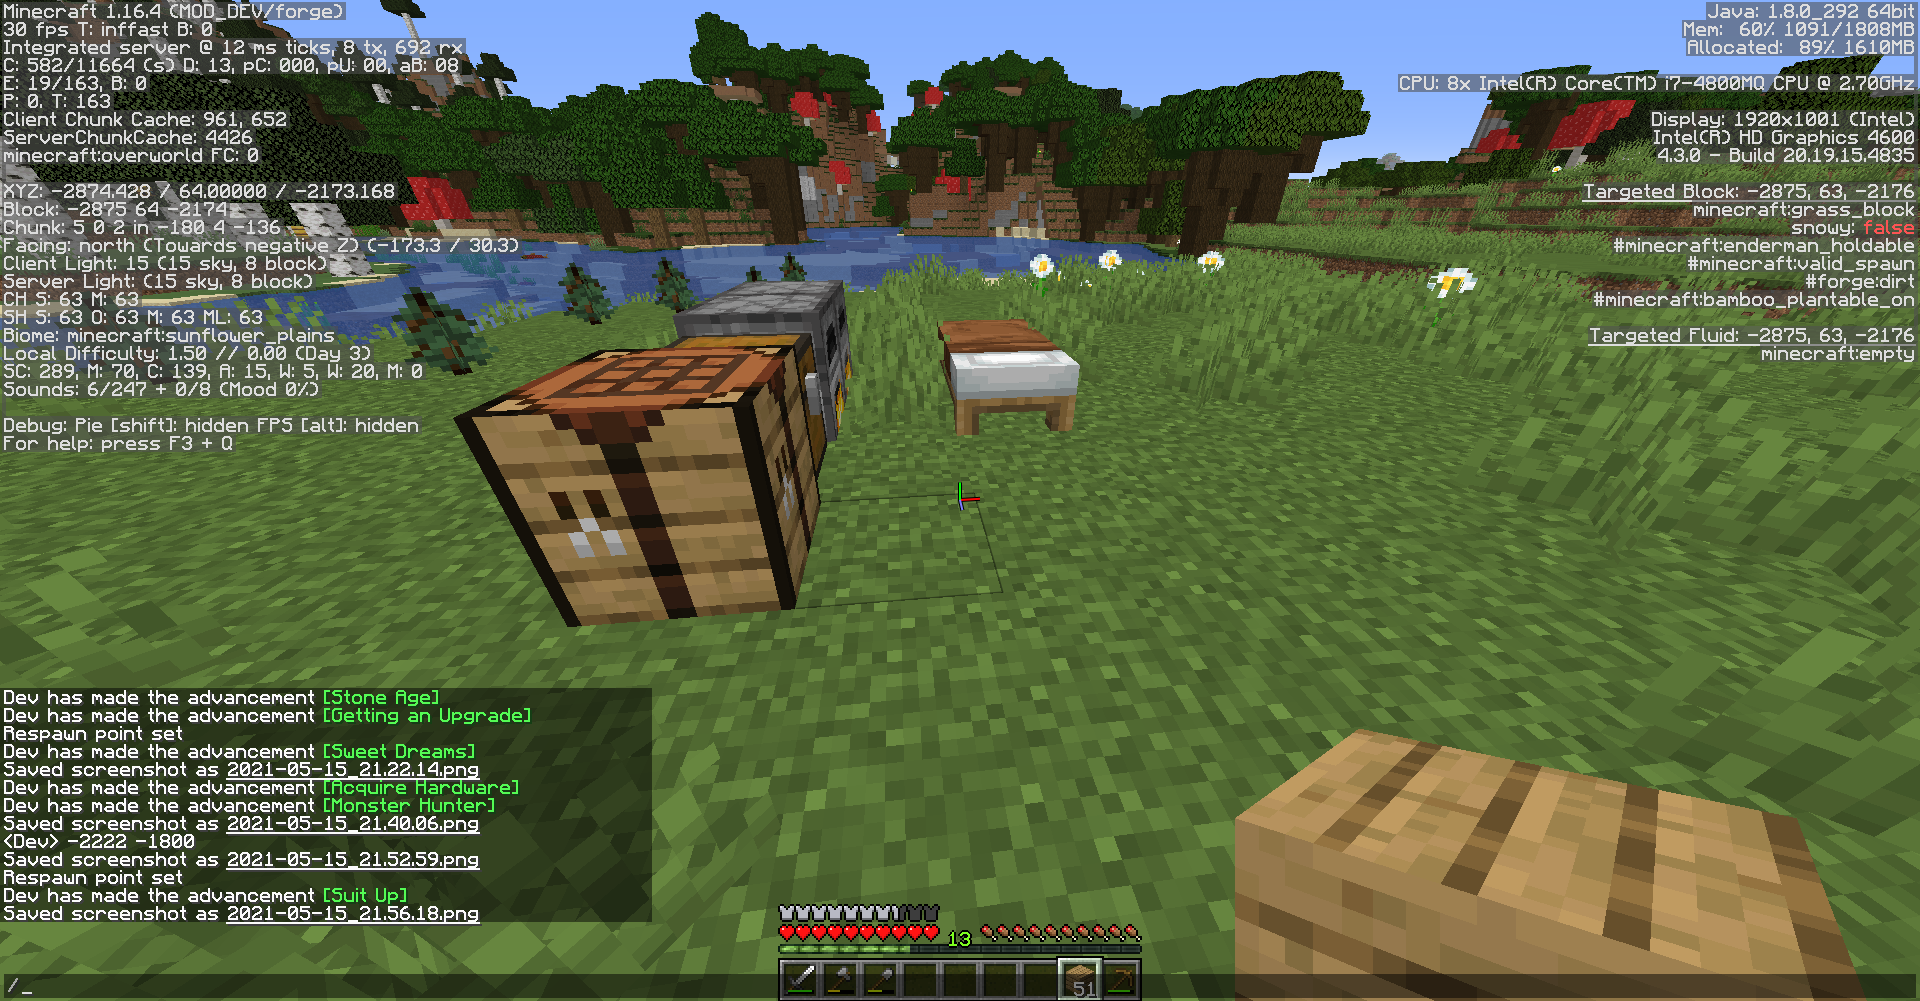 Minecraft 1.16.4 (MOD_DEV/forge)
30 fps T: inffast B: 0
Integrated server @ 12 ms ticks, 8 tx, 692 rx
C: 582/11664 (s) D: 13, pC: 000, pU: 00, aB: 08
E: 19/163, B: 0
P: 0. T: 163
Client Chunk Cache: 961, 652
ServerChunkCache: 4426
minecraft:overworld FC: 0
XYZ: -2874.428 / 64.00000 / -2173.168
Block: -2875 64 -2174
Chunk: 5 0 2 in -180 4 -136
Facing: north (Towards negative Z) (-173.3 / 30.3)
Client Light: 15 (15 sky, 8 block)
Server Light: (15 sky, 8 block)
CH S: 63 M: 63
SH S: 63 O: 63 M: 63 ML: 63
Biome: minecraft:sunflower_plains
Local Difficulty: 1.50 // 0.00 (Day 3)
SC: 289, M: 70, C: 139, A: 15, W: 5, W: 20, M: 0
Sounds: 6/247 + 0/8 (Mood 0%)
Debug: Pie [shift]: hidden FPS [alt]: hidden
For help: press F3 + Q
Java: 1.8.0_292 64bit
Mem: 60% 1091/1808MB
Allocated: 89% 1610MB
CPU: 8x Intel(R) Core(TM) i7-4800MQ CPU @ 2.70GHz
Display: 1920x1001 (Intel)
Intel(R) HD Graphics 4600
4.3.0 - Build 20.19.15.4835
Targeted Block: -2875, 63, -2176
minecraft:grass_block
snowy: false
#minecraft:enderman_holdable
#minecraft:valid_spawn
#forge:dirt
#minecraft:bamboo_plantable_on
Targeted Fluid: -2875, 63, -2176
minecraft:empty
Dev has made the advancement [Stone Age]
Dev has made the advancement [Getting an Upgrade]
Respawn point set
Dev has made the advancement [Sweet Dreams]
Saved screenshot as 2021-05-15_21.22.14.png
Dev has made the advancement [Acquire Hardware]
Dev has made the advancement [Monster Hunter]
Saved screenshot as 2021-05-15_21.40.06.png
<Dev> -2222 -1800
Saved screenshot as 2021-05-15_21.52.59.png
Respawn point set
Dev has made the advancement [Suit Up]
Saved screenshot as 2021-05-15_21.56.18.png
13
51
/_